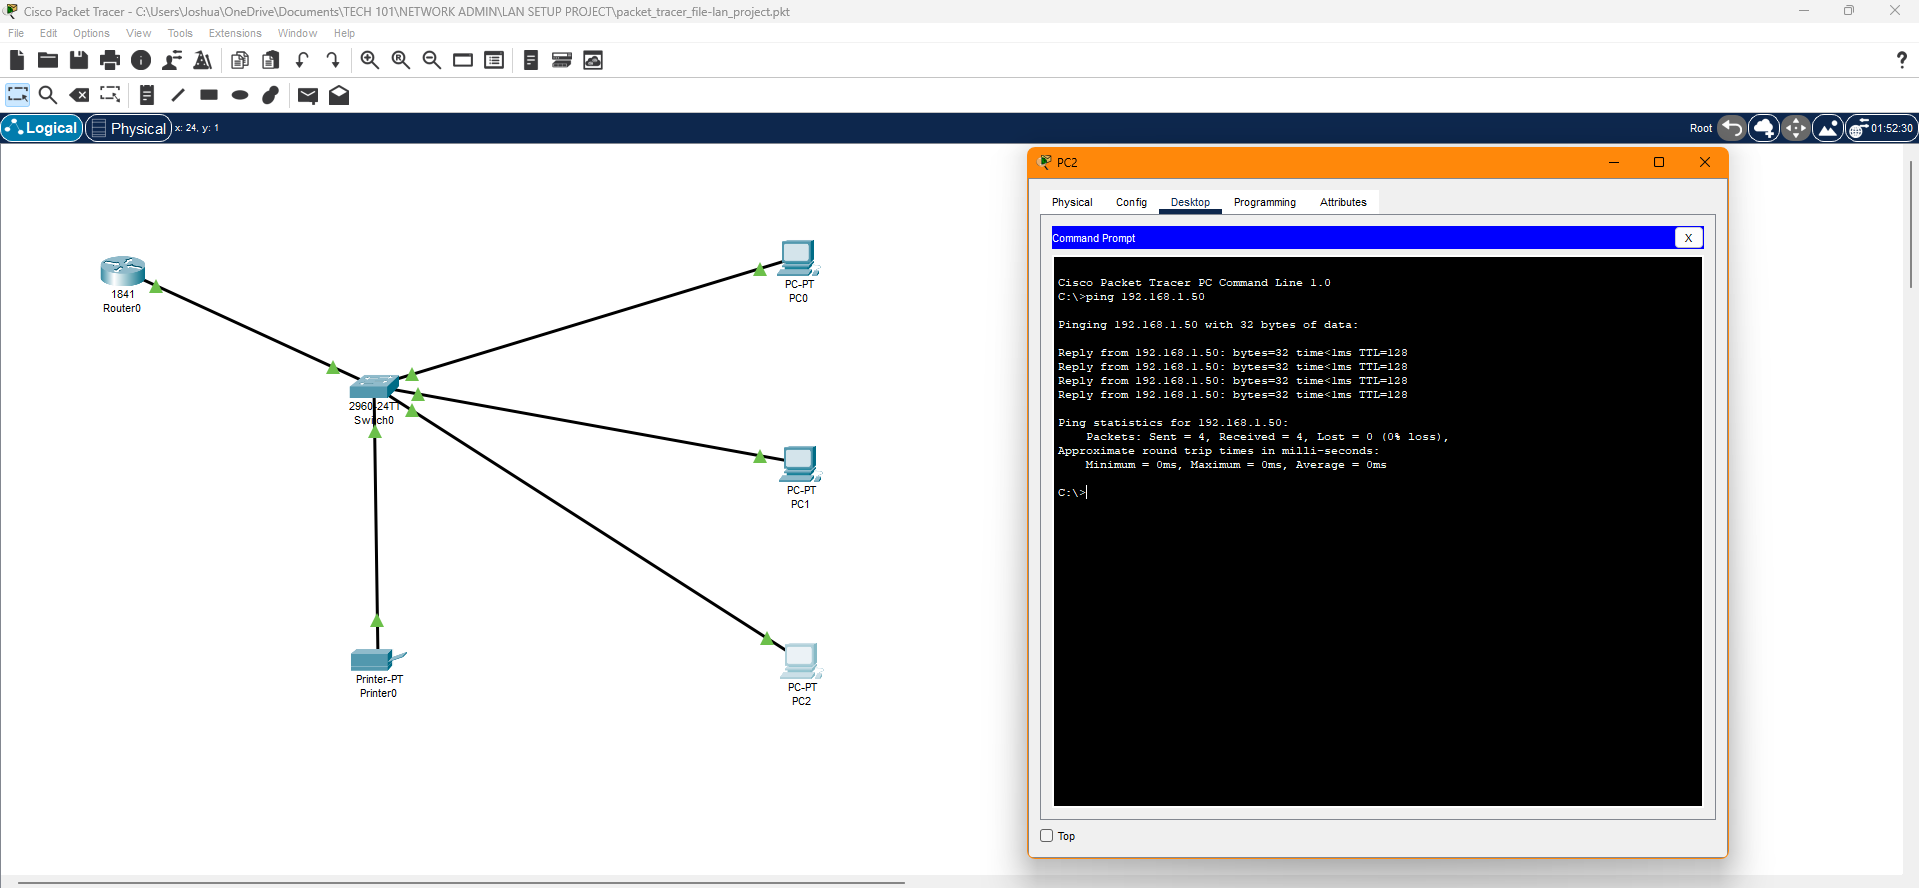 Cisco Packet Tracer - C:\Users\Joshua\OneDrive\Documents\TECH 101\NETWORK ADMIN\LAN SETUP PROJECT\packet_tracer_file-lan_project.pkt
File Edit Options View Tools Extensions Window Help
Logical Physical x: 24, y: 1 Root 01:52:30
1841
Router0
2960-24TT
Switch0
Printer-PT
Printer0
PC-PT
PC0
PC-PT
PC1
PC-PT
PC2
PC2
Physical Config Desktop Programming Attributes
Command Prompt X
Cisco Packet Tracer PC Command Line 1.0
C:\>ping 192.168.1.50
Pinging 192.168.1.50 with 32 bytes of data:
Reply from 192.168.1.50: bytes=32 time<1ms TTL=128
Reply from 192.168.1.50: bytes=32 time<1ms TTL=128
Reply from 192.168.1.50: bytes=32 time<1ms TTL=128
Reply from 192.168.1.50: bytes=32 time<1ms TTL=128
Ping statistics for 192.168.1.50:
Packets: Sent = 4, Received = 4, Lost = 0 (0% loss),
Approximate round trip times in milli-seconds:
Minimum = 0ms, Maximum = 0ms, Average = 0ms
C:\>
Top